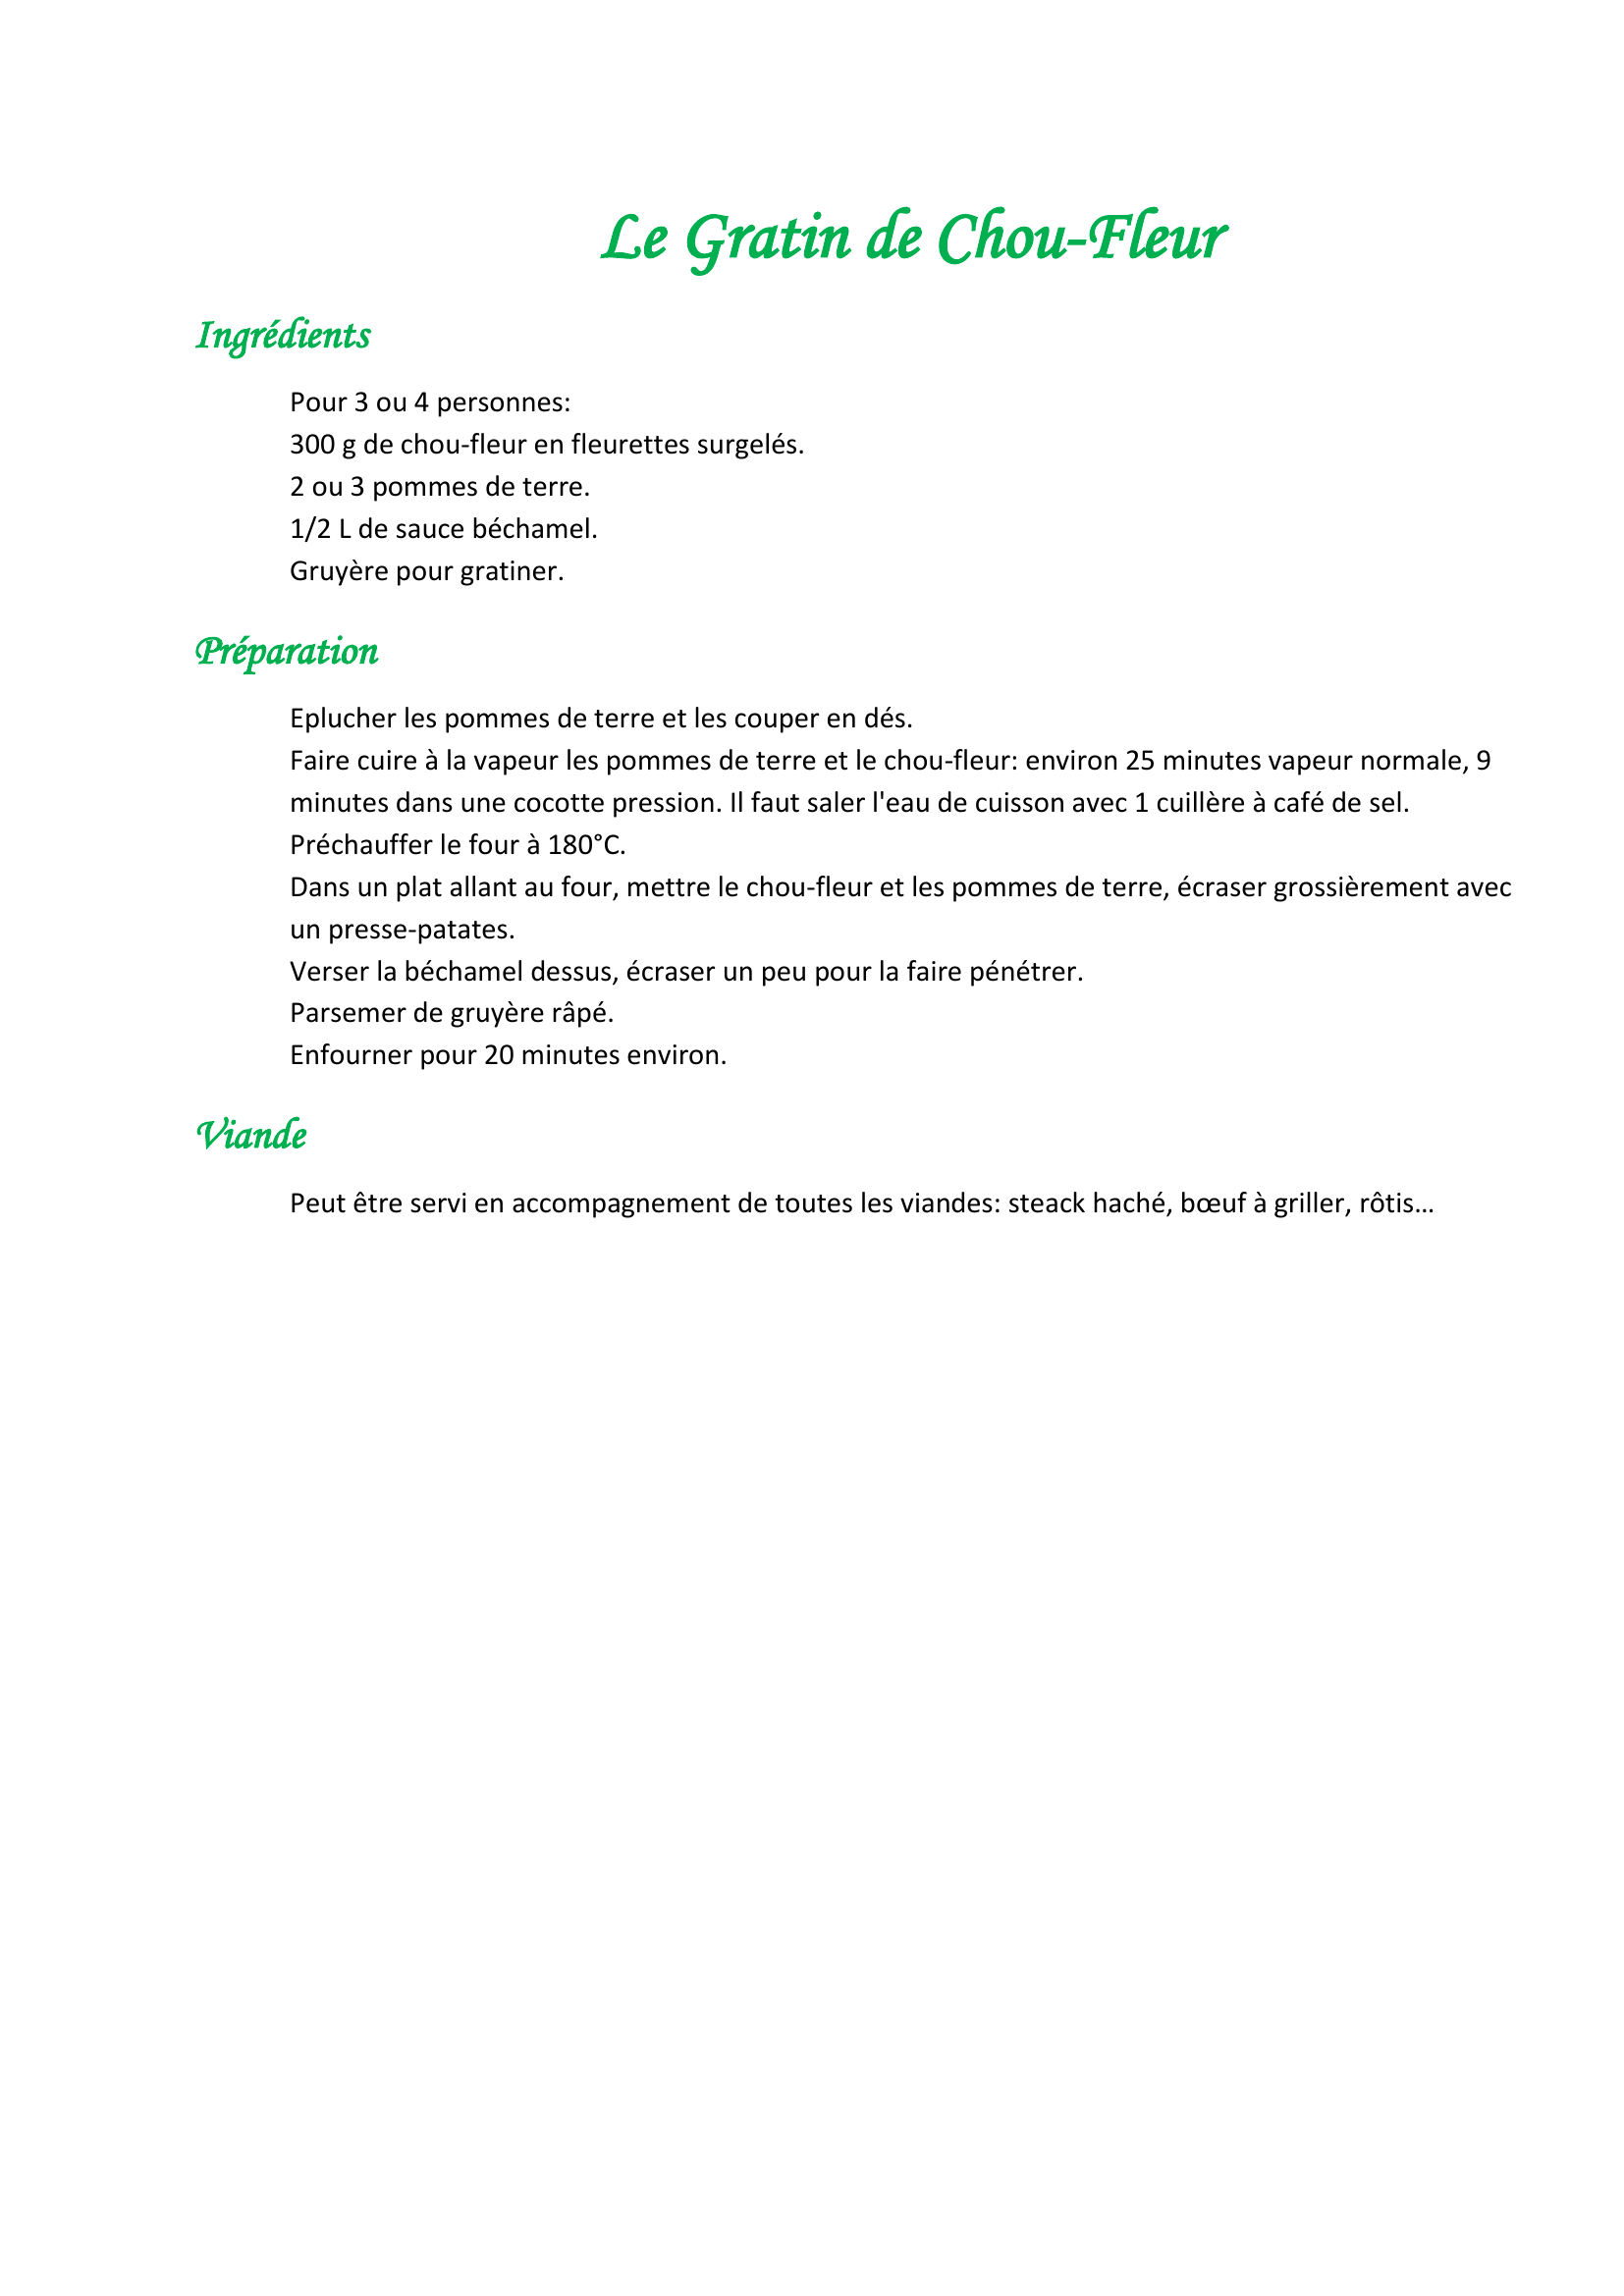 Le Gratin de Chou-Fleur
Ingrédients
Pour 3 ou 4 personnes:
300 g de chou-fleur en fleurettes surgelés.
2 ou 3 pommes de terre.
1/2 L de sauce béchamel.
Gruyère pour gratiner.
Préparation
Eplucher les pommes de terre et les couper en dés.
Faire cuire à la vapeur les pommes de terre et le chou-fleur: environ 25 minutes vapeur normale, 9
minutes dans une cocotte pression. Il faut saler l'eau de cuisson avec 1 cuillère à café de sel.
Préchauffer le four à 180°C.
Dans un plat allant au four, mettre le chou-fleur et les pommes de terre, écraser grossièrement avec
un presse-patates.
Verser la béchamel dessus, écraser un peu pour la faire pénétrer.
Parsemer de gruyère râpé.
Enfourner pour 20 minutes environ.
Viande
Peut être servi en accompagnement de toutes les viandes: steack haché, bœuf à griller, rôtis…